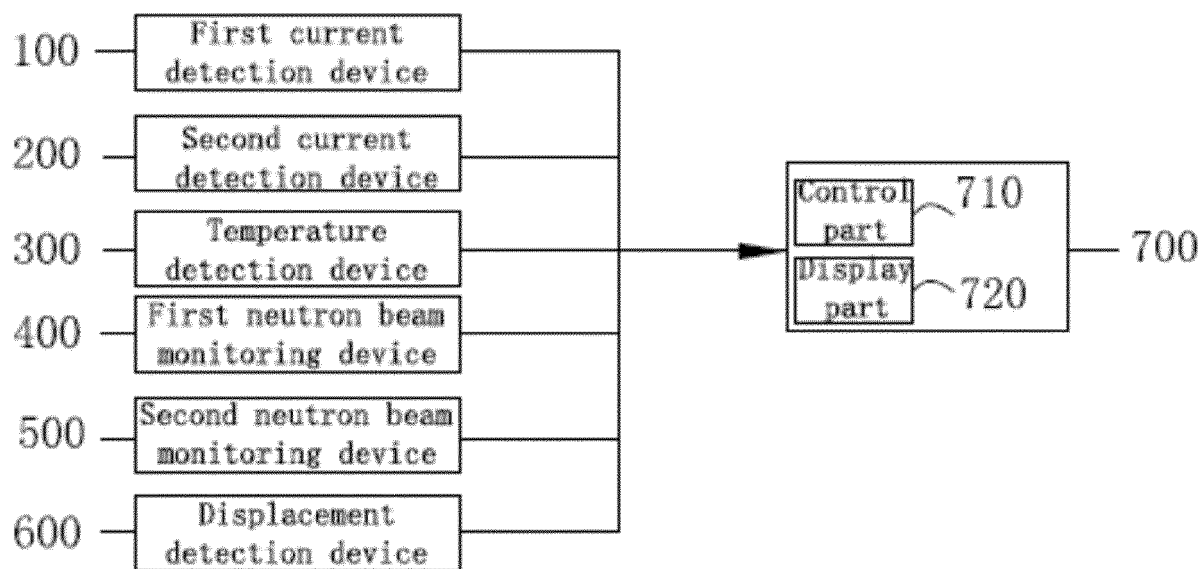 100
First current
detection device
200
Second current
detection device
300
Temperature
detection device
400
First neutron beam
monitoring device
500
Second neutron beam
monitoring device
600
Displacement
detection device
Control
part
710
Display
part
720
700